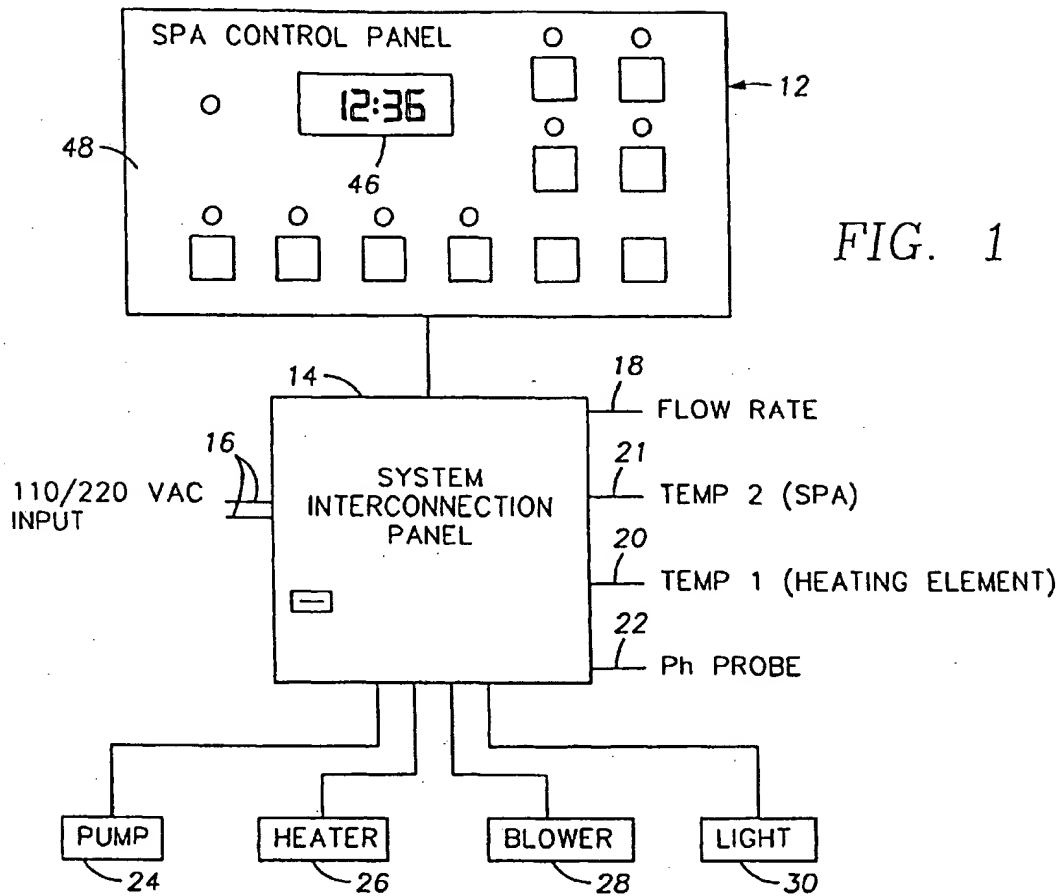 SPA CONTROL PANEL
12:36
12
48
46
FIG. 1
14
18
FLOW RATE
16
21
110/220 VAC
INPUT
SYSTEM
INTERCONNECTION
PANEL
TEMP 2 (SPA)
20
TEMP 1 (HEATING ELEMENT)
22
Ph PROBE
PUMP
HEATER
BLOWER
LIGHT
24
26
28
30